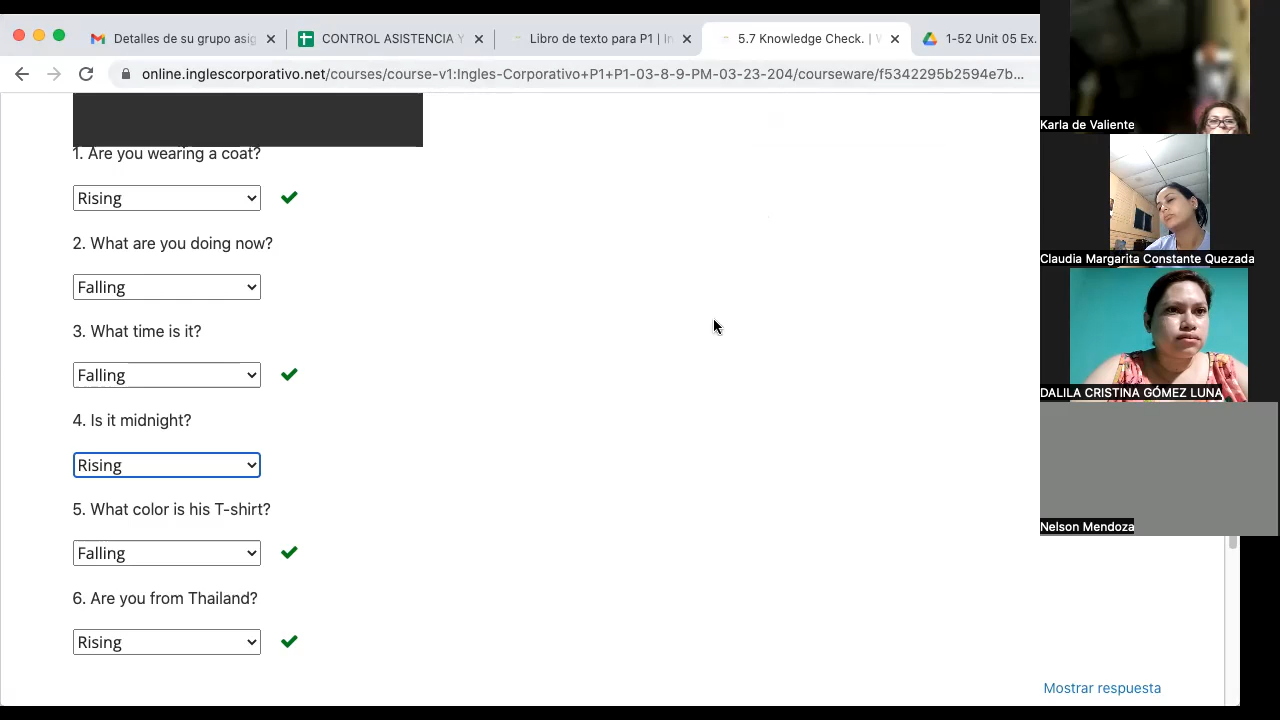 Detalles de su grupo asig
CONTROL ASISTENCIA Y
Libro de texto para P1 | In
5.7 Knowledge Check. | V
1-52 Unit 05 Ex.
online.inglescorporativo.net/courses/course-v1:Ingles-Corporativo+P1+P1-03-8-9-PM-03-23-204/courseware/f5342295b2594e7b...
1. Are you wearing a coat?
Rising
2. What are you doing now?
Falling
3. What time is it?
Falling
4. Is it midnight?
Rising
5. What color is his T-shirt?
Falling
6. Are you from Thailand?
Rising
Mostrar respuesta
Karla de Valiente
Claudia Margarita Constante Quezada
DALILA CRISTINA GÓMEZ LUNA
Nelson Mendoza